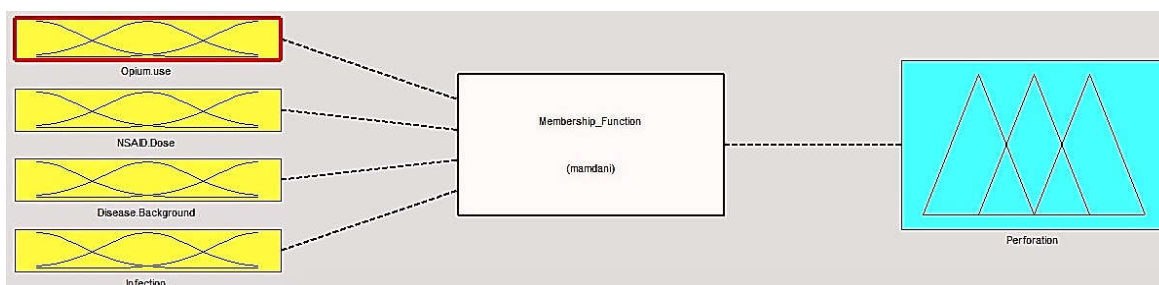 Opium.use
NSAID.Dose
Disease.Background
Infection
Membership_Function
(mamdani)
Perforation